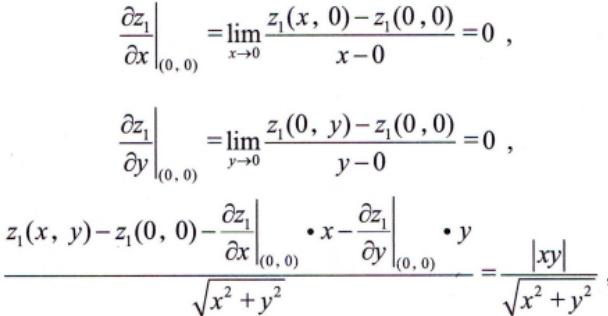 ∂z₁/∂x|₍₀, ₀₎ = lim_{x→0} (z₁(x, 0) − z₁(0, 0))/(x − 0) = 0 ,
∂z₁/∂y|₍₀, ₀₎ = lim_{y→0} (z₁(0, y) − z₁(0, 0))/(y − 0) = 0 ,
(z₁(x, y) − z₁(0, 0) − ∂z₁/∂x|₍₀, ₀₎ • x − ∂z₁/∂y|₍₀, ₀₎ • y)/√(x² + y²) = |xy|/√(x² + y²) ,